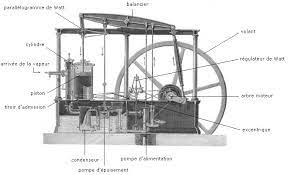 parallélogramme de Watt
balancier
cylindre
volant
arrivée de la vapeur
régulateur de Watt
piston
arbre moteur
tiroir d'admission
excentrique
condenseur
pompe d'alimentation
pompe d'épuisement